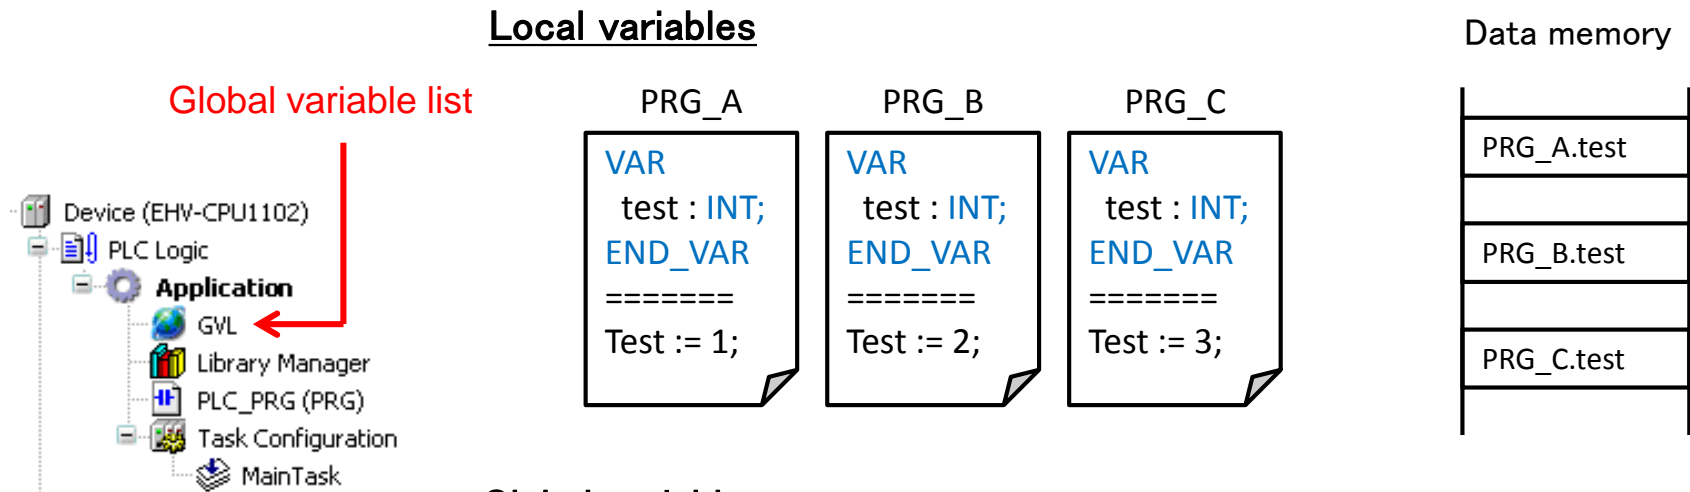 Local variables
Data memory
Global variable list
PRG_A
PRG_B
PRG_C
VAR
test : INT;
END_VAR
=======
Test := 1;
VAR
test : INT;
END_VAR
=======
Test := 2;
VAR
test : INT;
END_VAR
=======
Test := 3;
PRG_A.test
PRG_B.test
PRG_C.test
Device (EHV-CPU1102)
PLC Logic
Application
GVL
Library Manager
PLC_PRG (PRG)
Task Configuration
MainTask